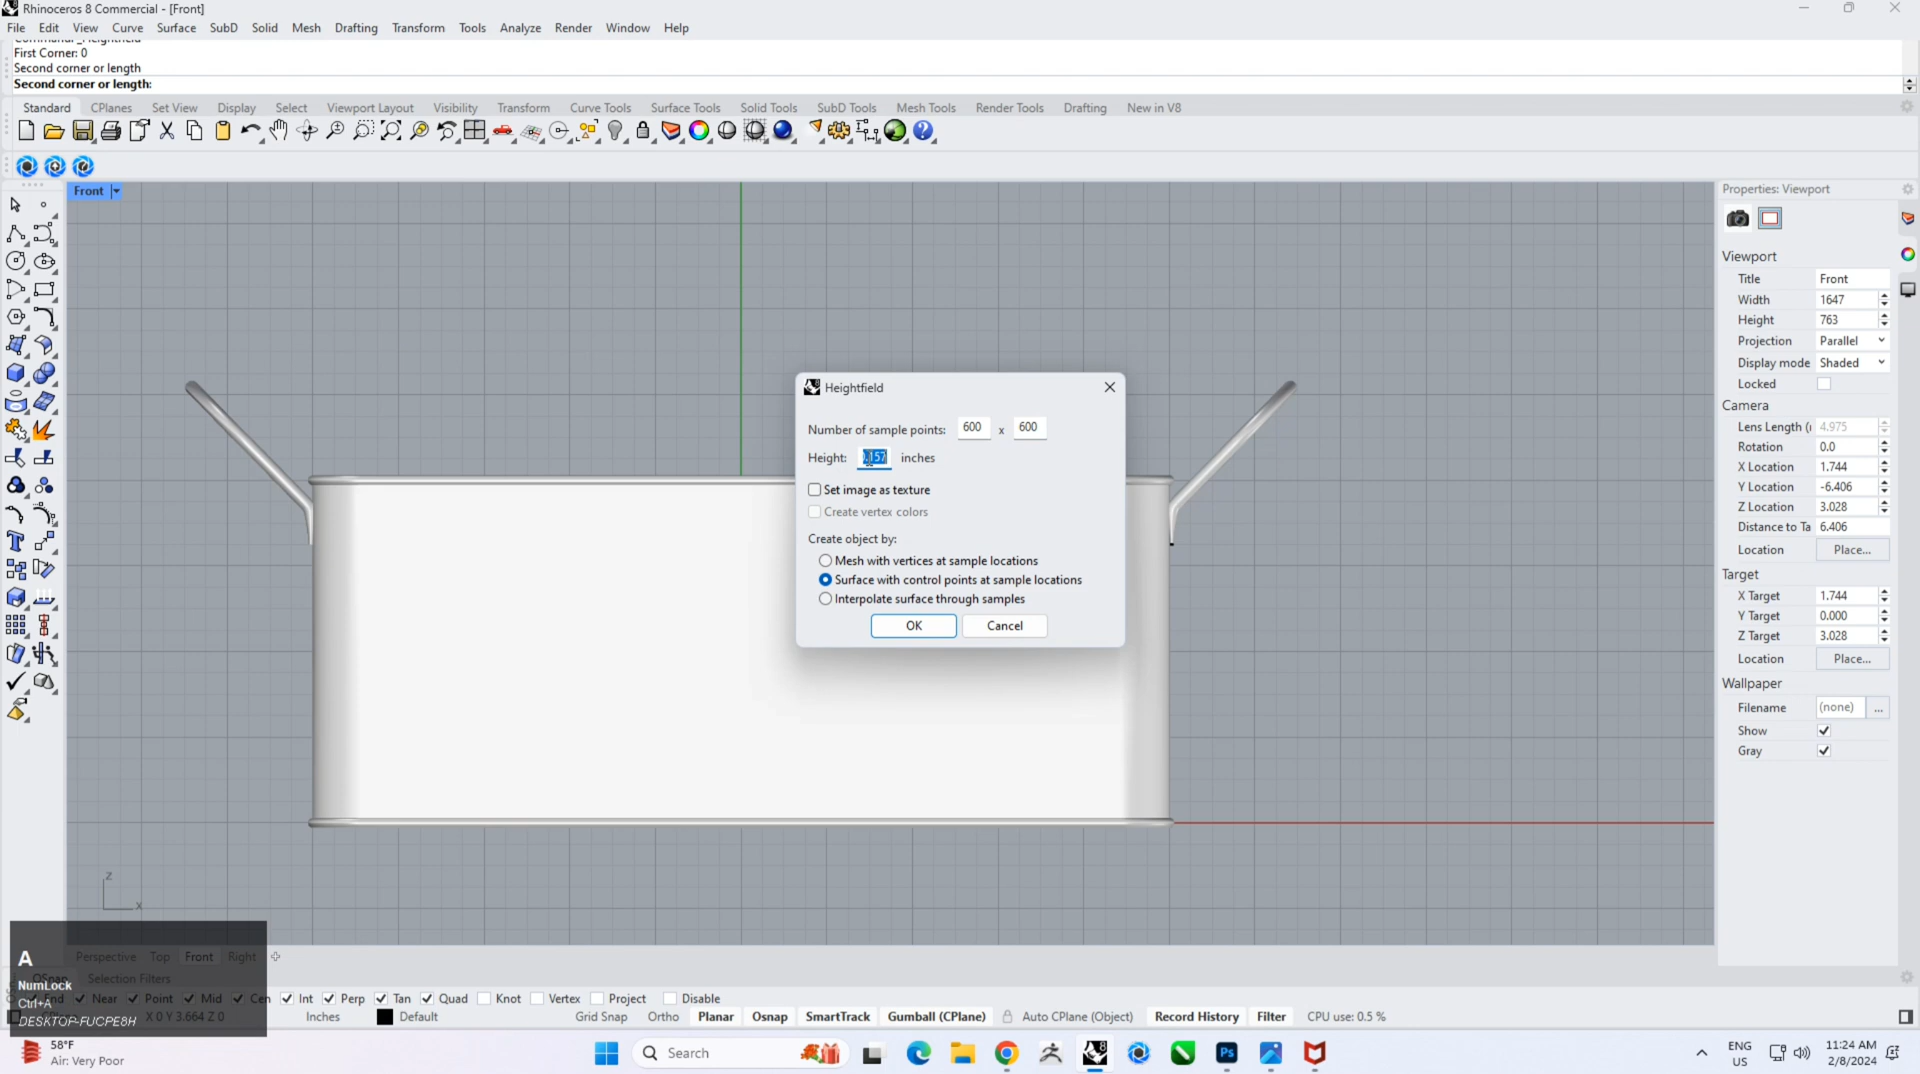 Rhinoceros 8 Commercial - [Front]
File Edit View Curve Surface SubD Solid Mesh Drafting Transform Tools Analyze Render Window Help
First Corner: 0
Second corner or length
Second corner or length:
Standard CPlanes Set View Display Select Viewport Layout Visibility Transform Curve Tools Surface Tools Solid Tools SubD Tools Mesh Tools Render Tools Drafting New in V8
Front
Properties: Viewport
Viewport
Title Front
Width 1647
Height 763
Projection Parallel
Display mode Shaded
Locked
Camera
Lens Length (r 4.975
Rotation 0.0
X Location 1.744
Y Location -6.406
Z Location 3.028
Distance to Ta 6.406
Location Place...
Target
X Target 1.744
Y Target 0.000
Z Target 3.028
Location Place...
Wallpaper
Filename (none) ...
Show
Gray
Heightfield
Number of sample points: 600 x 600
Height: 0.157 inches
Set image as texture
Create vertex colors
Create object by:
Mesh with vertices at sample locations
Surface with control points at sample locations
Interpolate surface through samples
OK Cancel
z
x
A
NumLock
Ctrl+A
DESKTOP-FUCPE8H
Perspective Top Front Right
OSnap Selection Filters
End Near Point Mid Cen Int Perp Tan Quad Knot Vertex Project Disable
CPlane X 0 Y 3.664 Z 0 Inches Default Grid Snap Ortho Planar Osnap SmartTrack Gumball (CPlane) Auto CPlane (Object) Record History Filter CPU use: 0.5 %
58°F
Air: Very Poor
Search
Ps
ENG
US
11:24 AM
2/8/2024